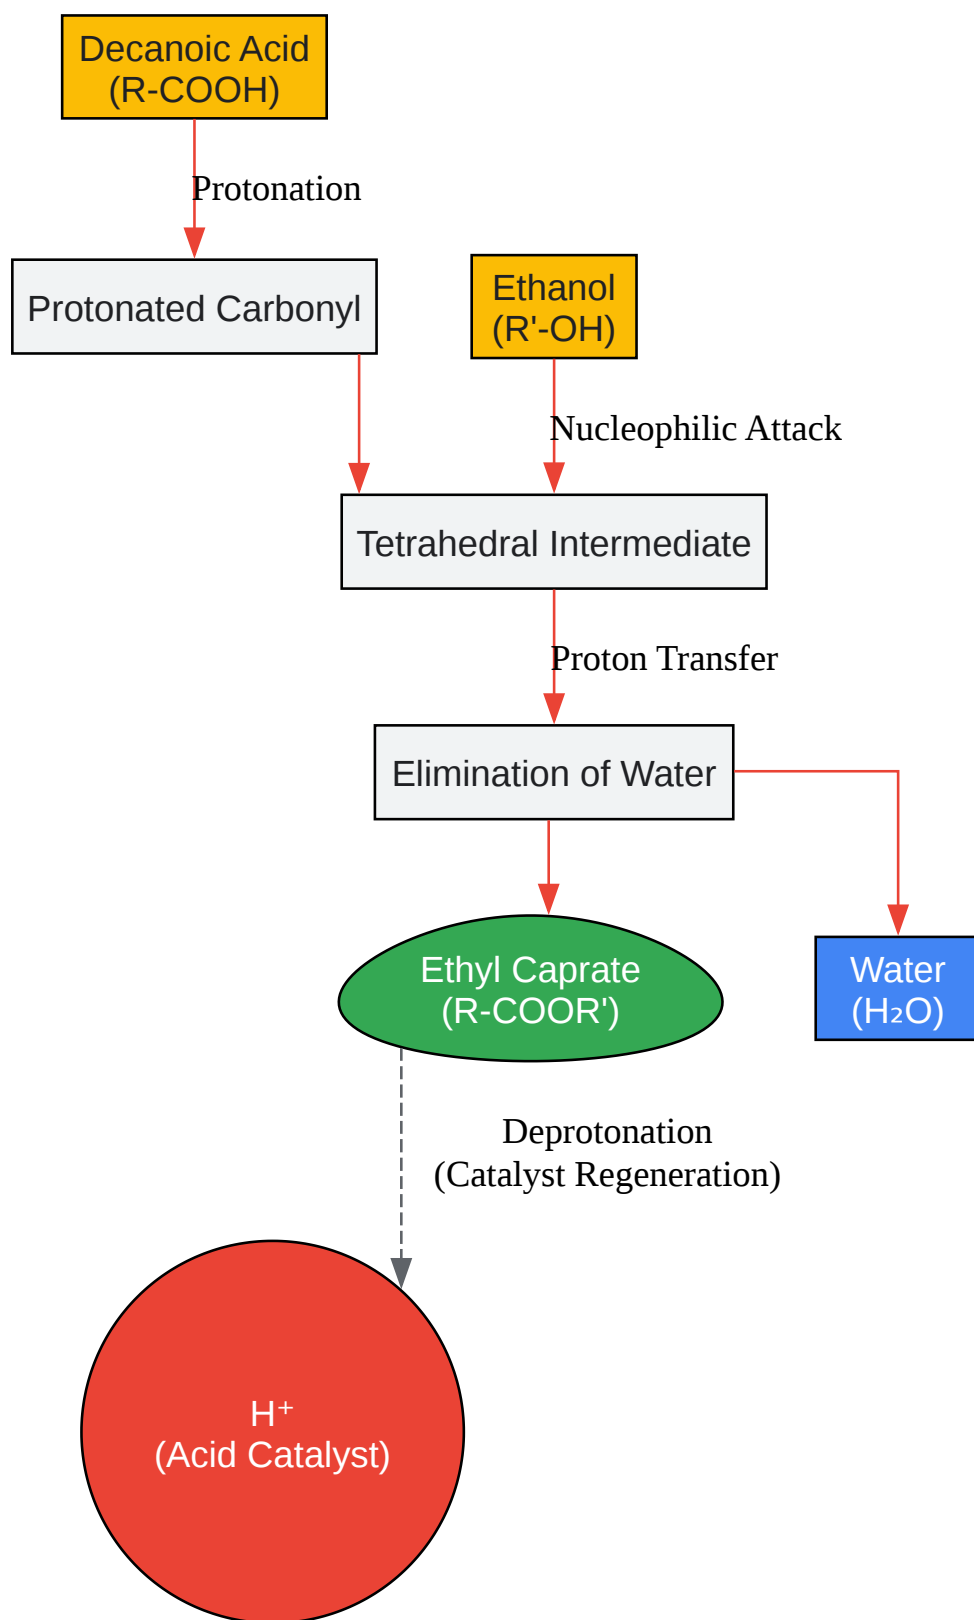 Decanoic Acid
(R-COOH)
Protonation
Protonated Carbonyl
Ethanol
(R'-OH)
Nucleophilic Attack
Tetrahedral Intermediate
Proton Transfer
Elimination of Water
Ethyl Caprate
(R-COOR')
Water
(H₂O)
Deprotonation
(Catalyst Regeneration)
H⁺
(Acid Catalyst)